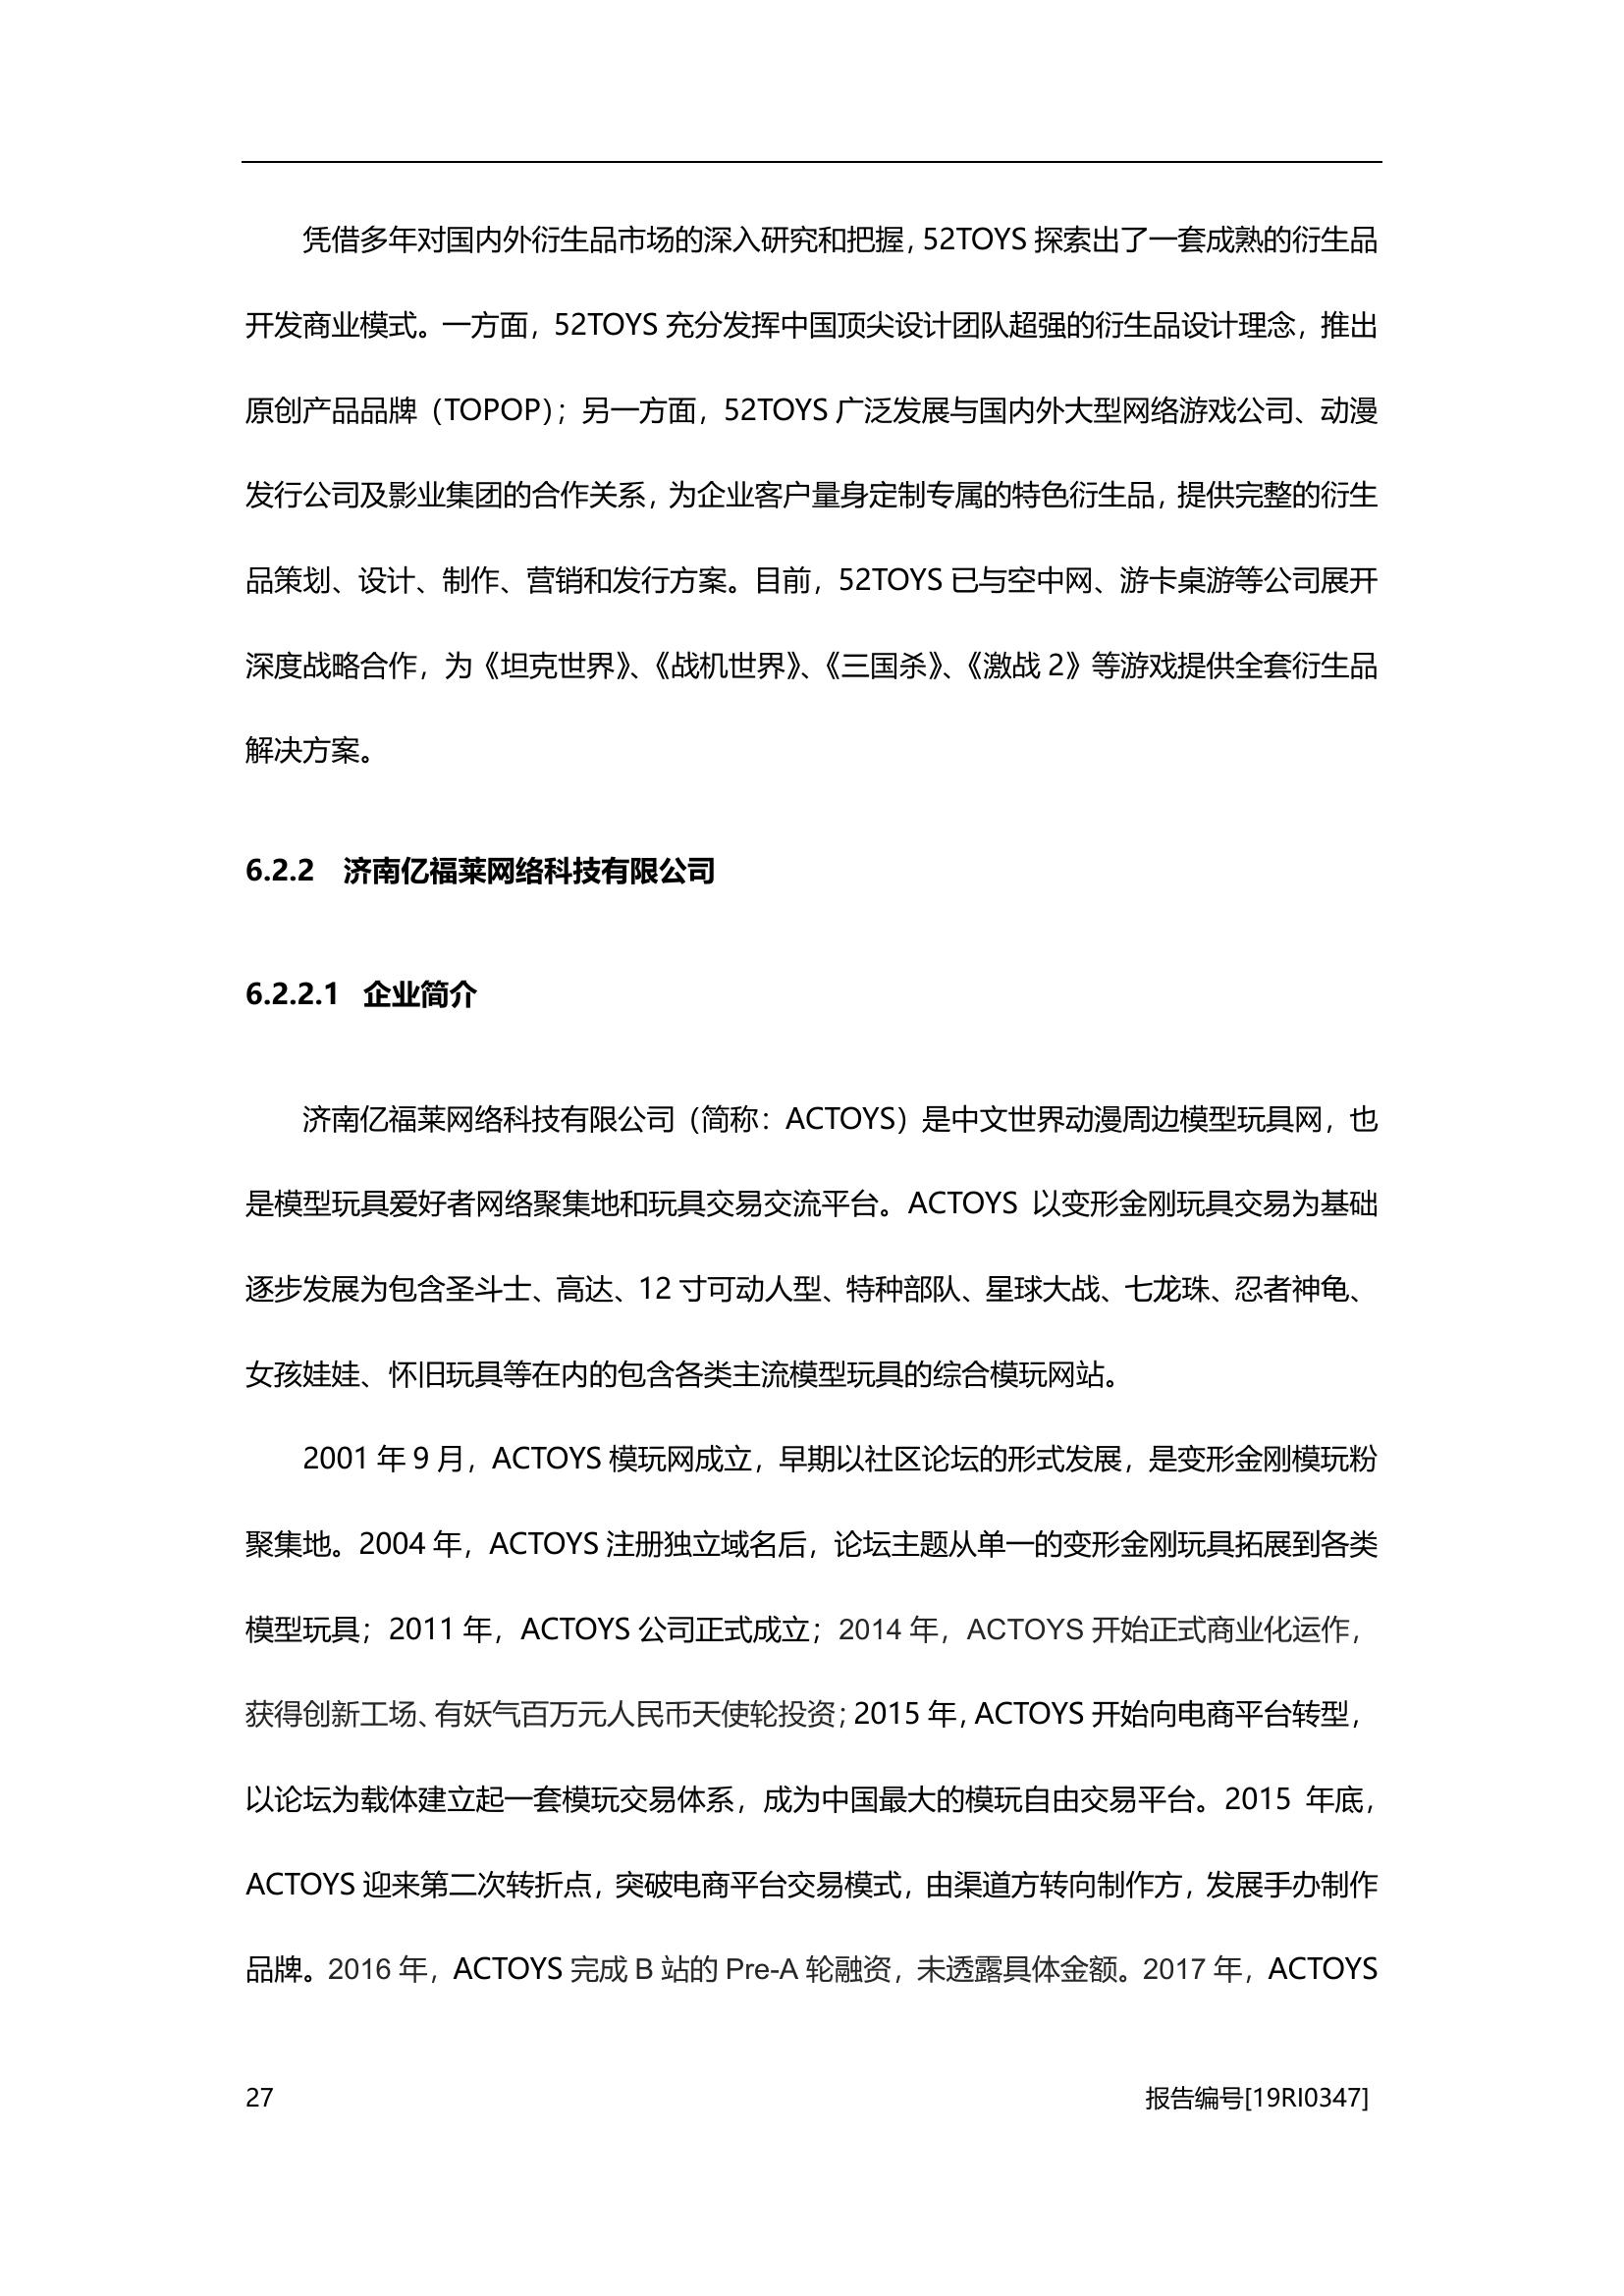 凭借多年对国内外衍生品市场的深入研究和把握，52TOYS 探索出了一套成熟的衍生品
开发商业模式。一方面，52TOYS 充分发挥中国顶尖设计团队超强的衍生品设计理念，推出
原创产品品牌（TOPOP）；另一方面，52TOYS 广泛发展与国内外大型网络游戏公司、动漫
发行公司及影业集团的合作关系，为企业客户量身定制专属的特色衍生品，提供完整的衍生
品策划、设计、制作、营销和发行方案。目前，52TOYS 已与空中网、游卡桌游等公司展开
深度战略合作，为《坦克世界》、《战机世界》、《三国杀》、《激战 2》等游戏提供全套衍生品
解决方案。
6.2.2 济南亿福莱网络科技有限公司
6.2.2.1 企业简介
济南亿福莱网络科技有限公司（简称：ACTOYS）是中文世界动漫周边模型玩具网，也
是模型玩具爱好者网络聚集地和玩具交易交流平台。ACTOYS 以变形金刚玩具交易为基础
逐步发展为包含圣斗士、高达、12 寸可动人型、特种部队、星球大战、七龙珠、忍者神龟、
女孩娃娃、怀旧玩具等在内的包含各类主流模型玩具的综合模玩网站。
2001 年 9 月，ACTOYS 模玩网成立，早期以社区论坛的形式发展，是变形金刚模玩粉
聚集地。2004 年，ACTOYS 注册独立域名后，论坛主题从单一的变形金刚玩具拓展到各类
模型玩具；2011 年，ACTOYS 公司正式成立；2014 年，ACTOYS 开始正式商业化运作，
获得创新工场、有妖气百万元人民币天使轮投资；2015 年，ACTOYS 开始向电商平台转型，
以论坛为载体建立起一套模玩交易体系，成为中国最大的模玩自由交易平台。2015 年底，
ACTOYS 迎来第二次转折点，突破电商平台交易模式，由渠道方转向制作方，发展手办制作
品牌。2016 年，ACTOYS 完成 B 站的 Pre-A 轮融资，未透露具体金额。2017 年，ACTOYS
27 报告编号[19RI0347]